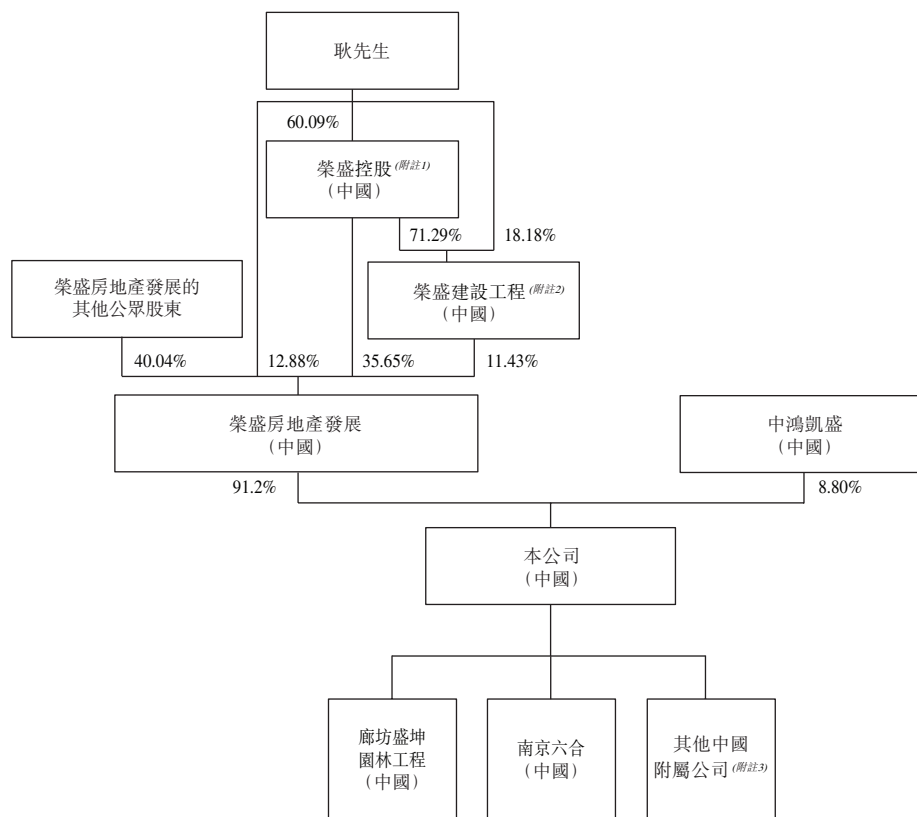 耿先生
60.09%
榮盛控股(附註1)
（中國）
71.29%
18.18%
榮盛房地產發展的
其他公眾股東
榮盛建設工程(附註2)
（中國）
40.04%
12.88%
35.65%
11.43%
榮盛房地產發展
（中國）
中鴻凱盛
（中國）
91.2%
8.80%
本公司
（中國）
廊坊盛坤
園林工程
（中國）
南京六合
（中國）
其他中國
附屬公司(附註3)